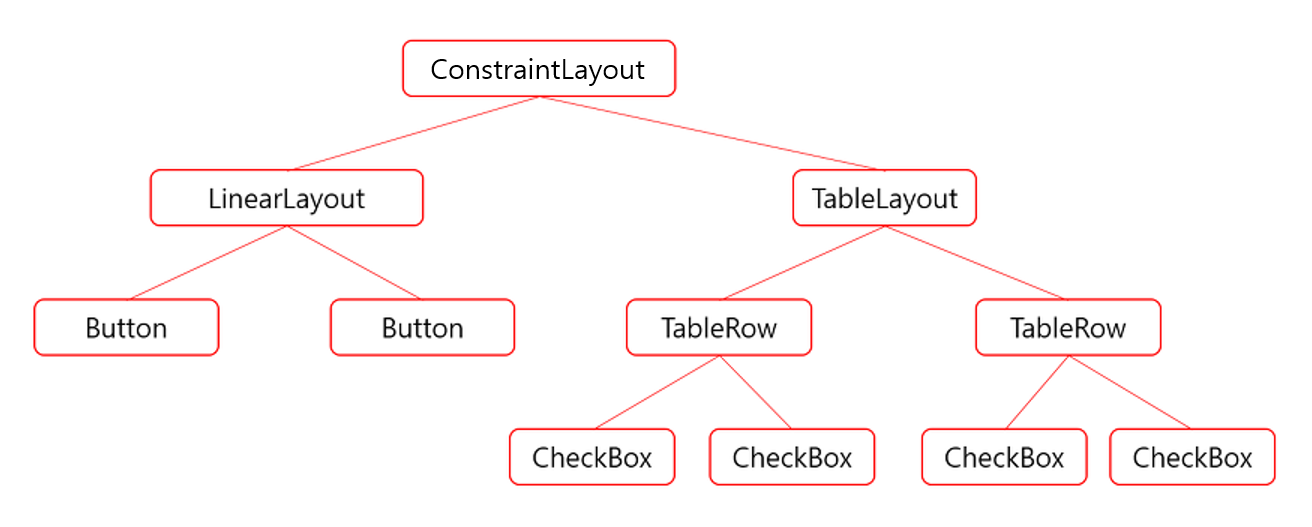 ConstraintLayout
LinearLayout
TableLayout
Button
Button
TableRow
TableRow
CheckBox
CheckBox
CheckBox
CheckBox